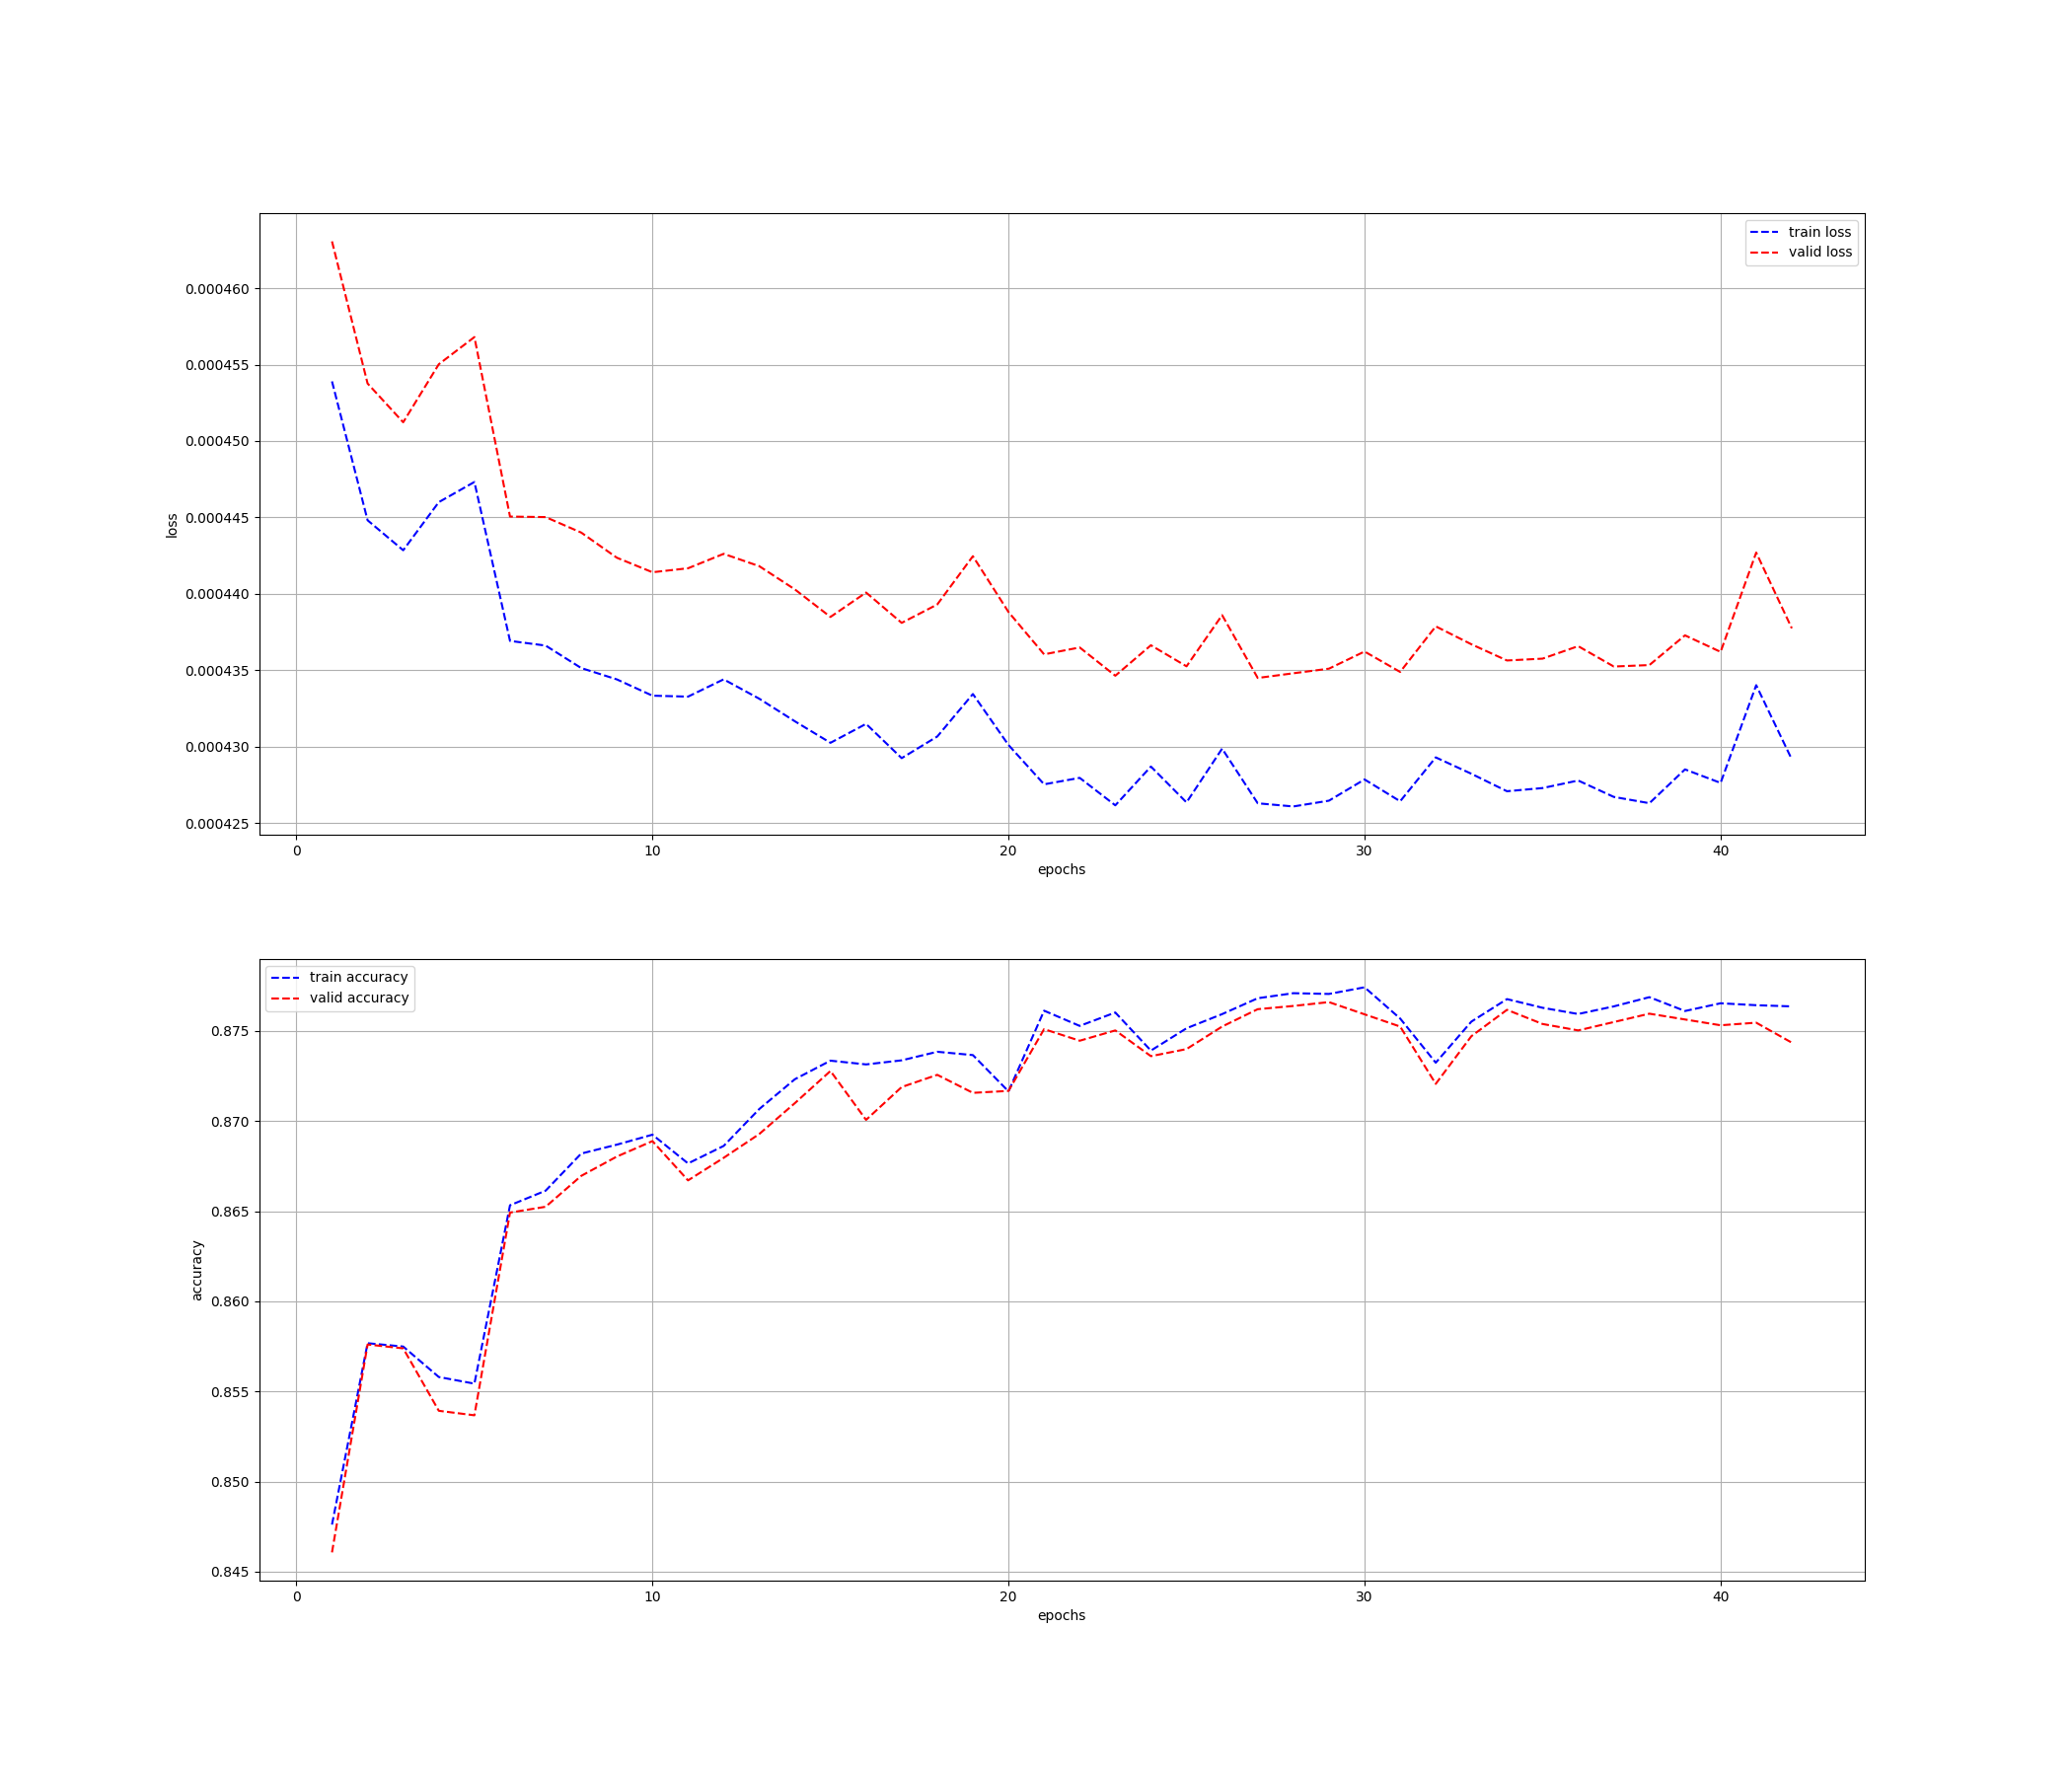 train loss
valid loss
0.000460
0.000455
0.000450
0.000445
0.000440
0.000435
0.000430
0.000425
loss
0 10 20 30 40
epochs
train accuracy
valid accuracy
0.875
0.870
0.865
0.860
0.855
0.850
0.845
accuracy
0 10 20 30 40
epochs